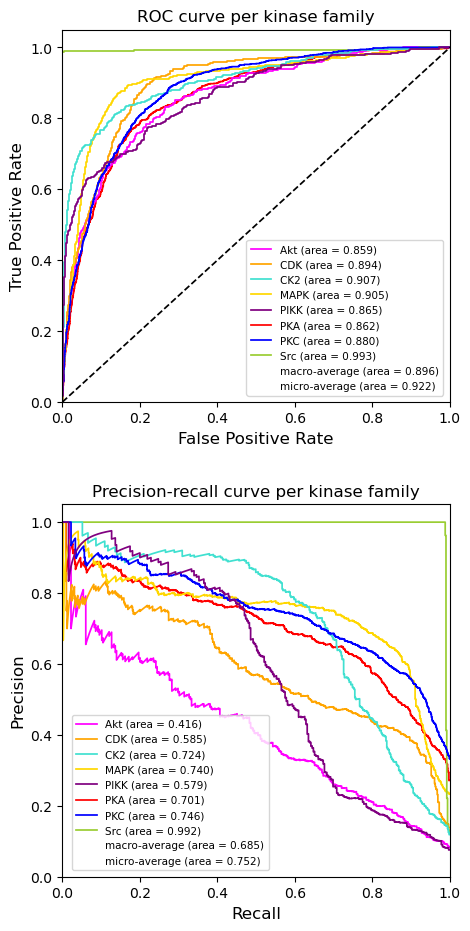 ROC curve per kinase family
True Positive Rate
1.0
0.8
0.6
0.4
0.2
0.0
Akt (area = 0.859)
CDK (area = 0.894)
CK2 (area = 0.907)
MAPK (area = 0.905)
PIKK (area = 0.865)
PKA (area = 0.862)
PKC (area = 0.880)
Src (area = 0.993)
macro-average (area = 0.896)
micro-average (area = 0.922)
0.0 0.2 0.4 0.6 0.8 1.0
False Positive Rate
Precision-recall curve per kinase family
Precision
1.0
0.8
0.6
0.4
0.2
0.0
Akt (area = 0.416)
CDK (area = 0.585)
CK2 (area = 0.724)
MAPK (area = 0.740)
PIKK (area = 0.579)
PKA (area = 0.701)
PKC (area = 0.746)
Src (area = 0.992)
macro-average (area = 0.685)
micro-average (area = 0.752)
0.0 0.2 0.4 0.6 0.8 1.0
Recall